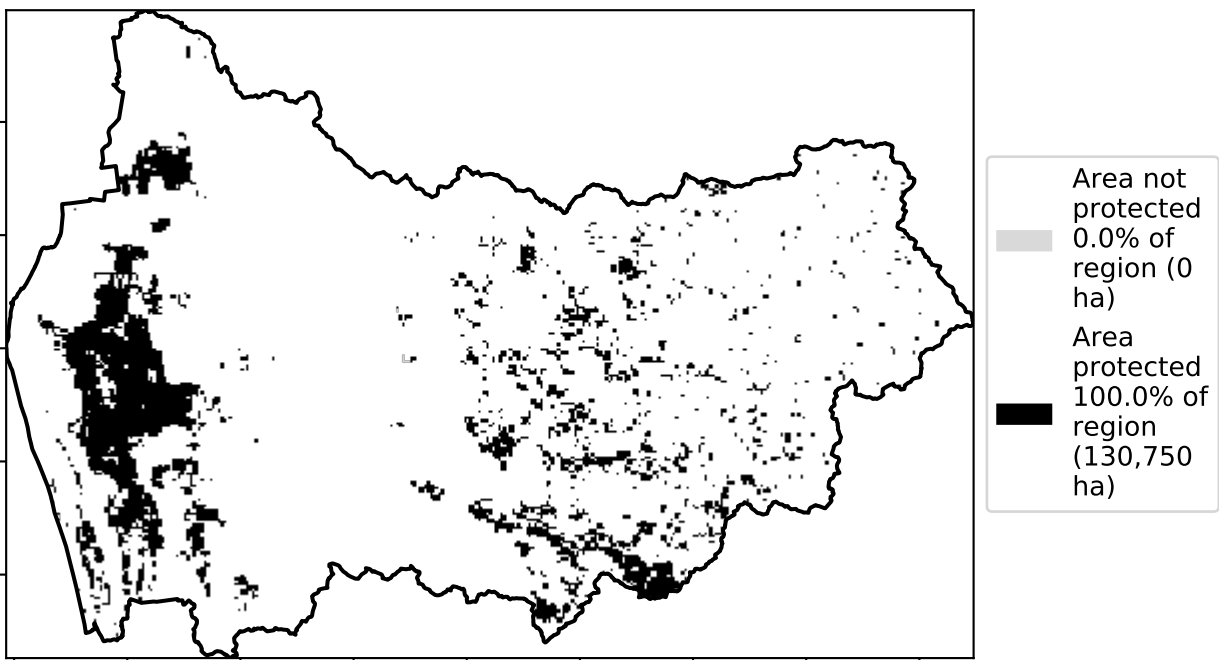 Area not
protected
0.0% of
region (0
ha)
Area
protected
100.0% of
region
(130,750
ha)